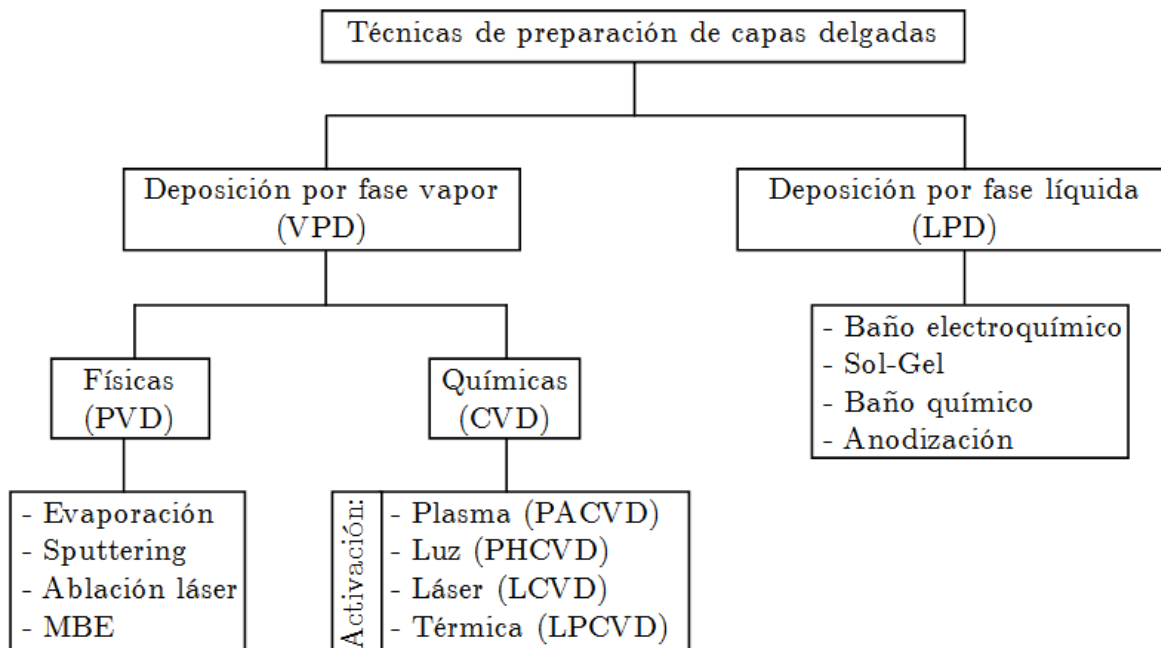 Técnicas de preparación de capas delgadas
Deposición por fase vapor
(VPD)
Deposición por fase líquida
(LPD)
Físicas
(PVD)
Químicas
(CVD)
- Baño electroquímico
- Sol-Gel
- Baño químico
- Anodización
- Evaporación
- Sputtering
- Ablación láser
- MBE
Activación:
- Plasma (PACVD)
- Luz (PHCVD)
- Láser (LCVD)
- Térmica (LPCVD)